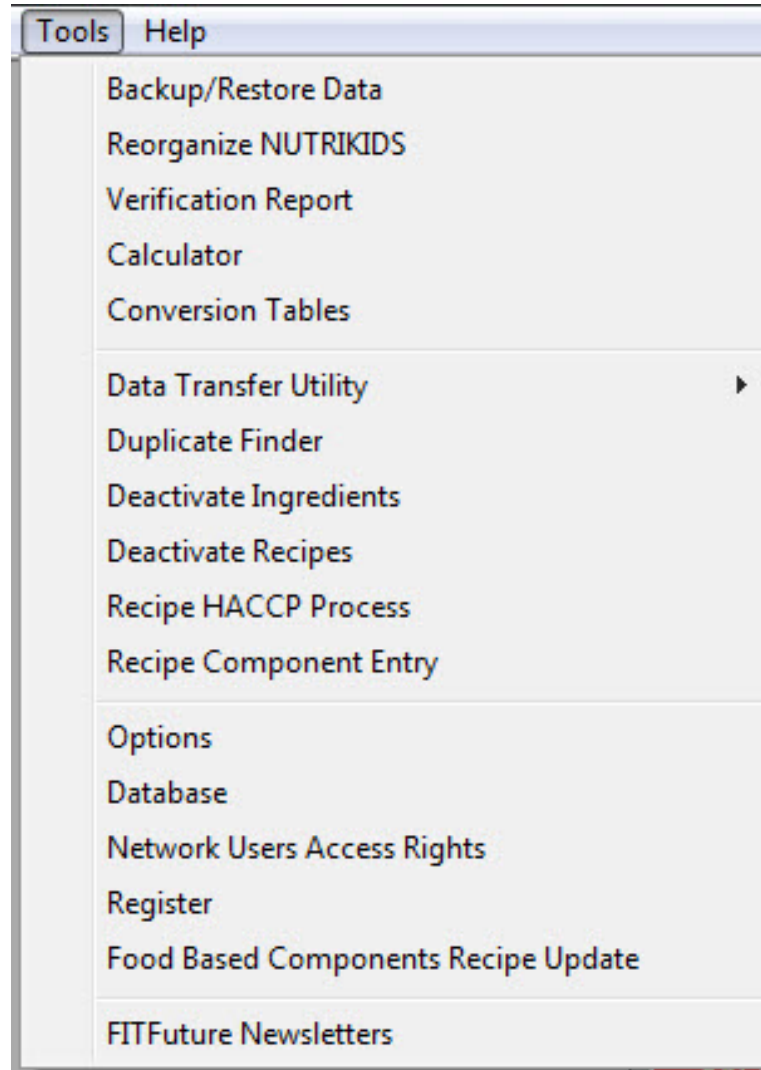 Tools Help
Backup/Restore Data
Reorganize NUTRIKIDS
Verification Report
Calculator
Conversion Tables
Data Transfer Utility
Duplicate Finder
Deactivate Ingredients
Deactivate Recipes
Recipe HACCP Process
Recipe Component Entry
Options
Database
Network Users Access Rights
Register
Food Based Components Recipe Update
FITFuture Newsletters